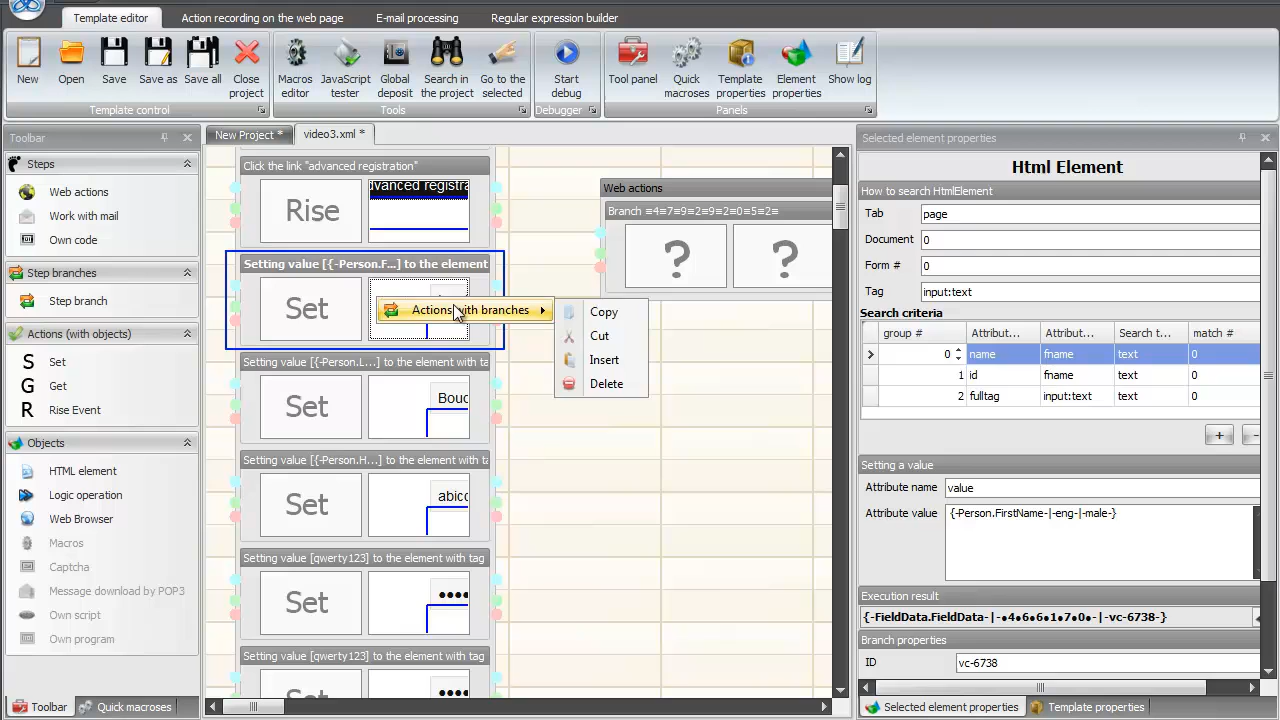 Template editor
Action recording on the web page
E-mail processing
Regular expression builder
New
Open
Save
Save as
Save all
Close project
Macros editor
JavaScript tester
Global deposit
Search in the project
Go to the selected
Start debug
Tool panel
Quick macroses
Template properties
Element properties
Show log
Template control
Tools
Debugger
Panels
Toolbar
Steps
Web actions
Work with mail
Own code
Step branches
Step branch
Actions (with objects)
S Set
G Get
R Rise Event
Objects
HTML element
Logic operation
Web Browser
Macros
Captcha
Message download by POP3
Own script
Own program
Toolbar
Quick macroses
New Project *
video3.xml *
Click the link "advanced registration"
Rise
dvanced registra
Setting value [{-Person.F...] to the element
Set
Actions with branches
Copy
Cut
Insert
Delete
Setting value [{-Person.L...] to the element with ta
Set
Bouc
Setting value [{-Person.H...] to the element with ta
Set
abicc
Setting value [qwerty123] to the element with tag
Set
••••
Setting value [qwerty123] to the element with tag
Set
••••
Web actions
Branch =4=7=9=2=9=2=0=5=2=
? ?
Selected element properties
Html Element
How to search HtmlElement
Tab page
Document 0
Form # 0
Tag input:text
Search criteria
group # Attribut... Attribut... Search t... match #
0 name fname text 0
1 id fname text 0
2 fulltag input:text text 0
+ −
Setting a value
Attribute name value
Attribute value {-Person.FirstName-|-eng-|-male-}
Execution result
{-FieldData.FieldData-|-•4•6•6•1•7•0•-|-vc-6738-}
Branch properties
ID vc-6738
Selected element properties
Template properties